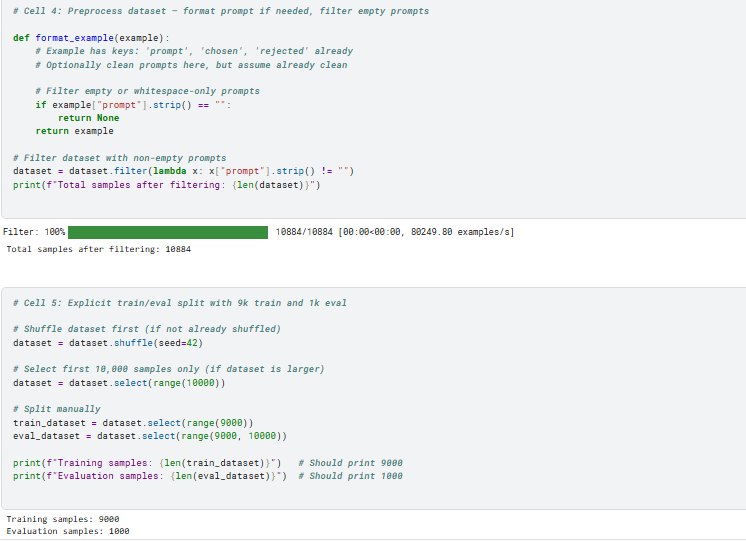 # Cell 4: Preprocess dataset — format prompt if needed, filter empty prompts
def format_example(example):
# Example has keys: 'prompt', 'chosen', 'rejected' already
# Optionally clean prompts here, but assume already clean
# Filter empty or whitespace-only prompts
if example["prompt"].strip() == "":
return None
return example
# Filter dataset with non-empty prompts
dataset = dataset.filter(lambda x: x["prompt"].strip() != "")
print(f"Total samples after filtering: {len(dataset)}")
Filter: 100% 10884/10884 [00:00<00:00, 80249.80 examples/s]
Total samples after filtering: 10884
# Cell 5: Explicit train/eval split with 9k train and 1k eval
# Shuffle dataset first (if not already shuffled)
dataset = dataset.shuffle(seed=42)
# Select first 10,000 samples only (if dataset is larger)
dataset = dataset.select(range(10000))
# Split manually
train_dataset = dataset.select(range(9000))
eval_dataset = dataset.select(range(9000, 10000))
print(f"Training samples: {len(train_dataset)}") # Should print 9000
print(f"Evaluation samples: {len(eval_dataset)}") # Should print 1000
Training samples: 9000
Evaluation samples: 1000